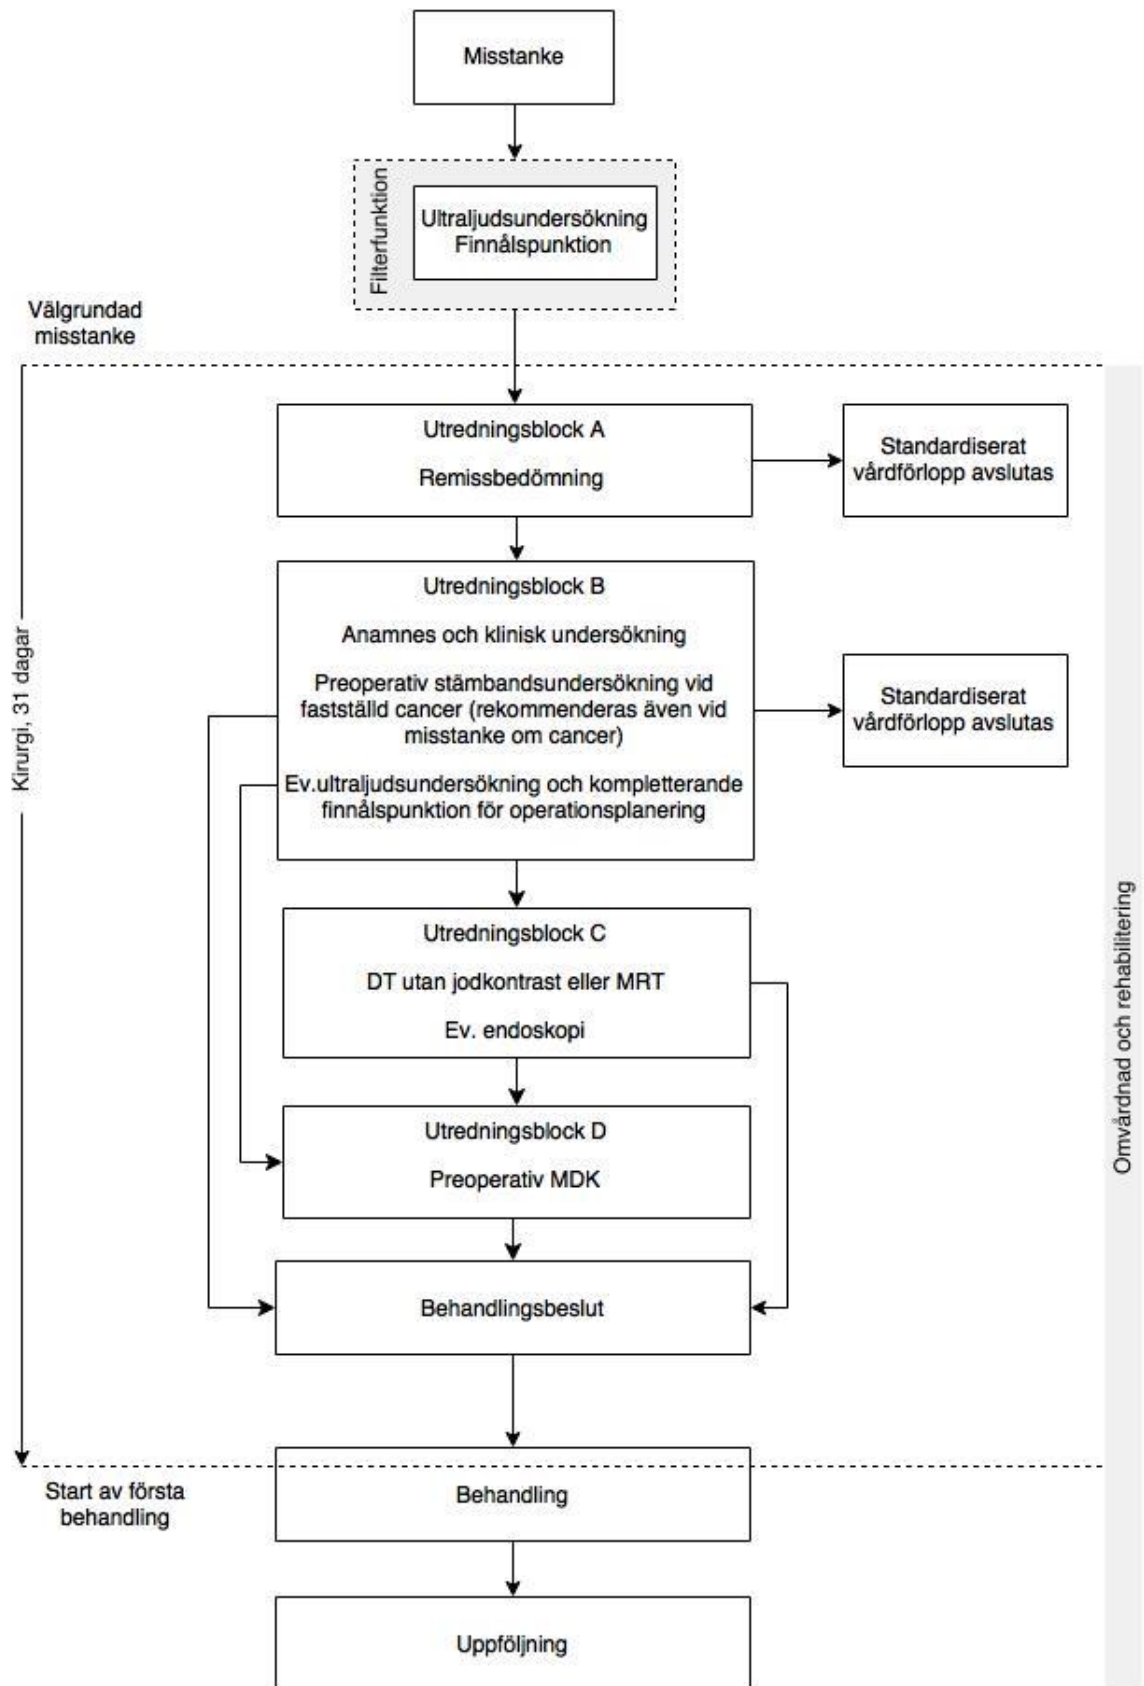 Misstanke
Filterfunktion
Ultraljudsundersökning
Finnålspunktion
Välgrundad
misstanke
Utredningsblock A
Remissbedömning
Standardiserat
vårdförlopp avslutas
Utredningsblock B
Anamnes och klinisk undersökning
Preoperativ stämbandsundersökning vid
fastställd cancer (rekommenderas även vid
misstanke om cancer)
Ev.ultraljudsundersökning och kompletterande
finnålspunktion för operationsplanering
Standardiserat
vårdförlopp avslutas
Kirurgi, 31 dagar
Utredningsblock C
DT utan jodkontrast eller MRT
Ev. endoskopi
Omvårdnad och rehabilitering
Utredningsblock D
Preoperativ MDK
Behandlingsbeslut
Start av första
behandling
Behandling
Uppföljning